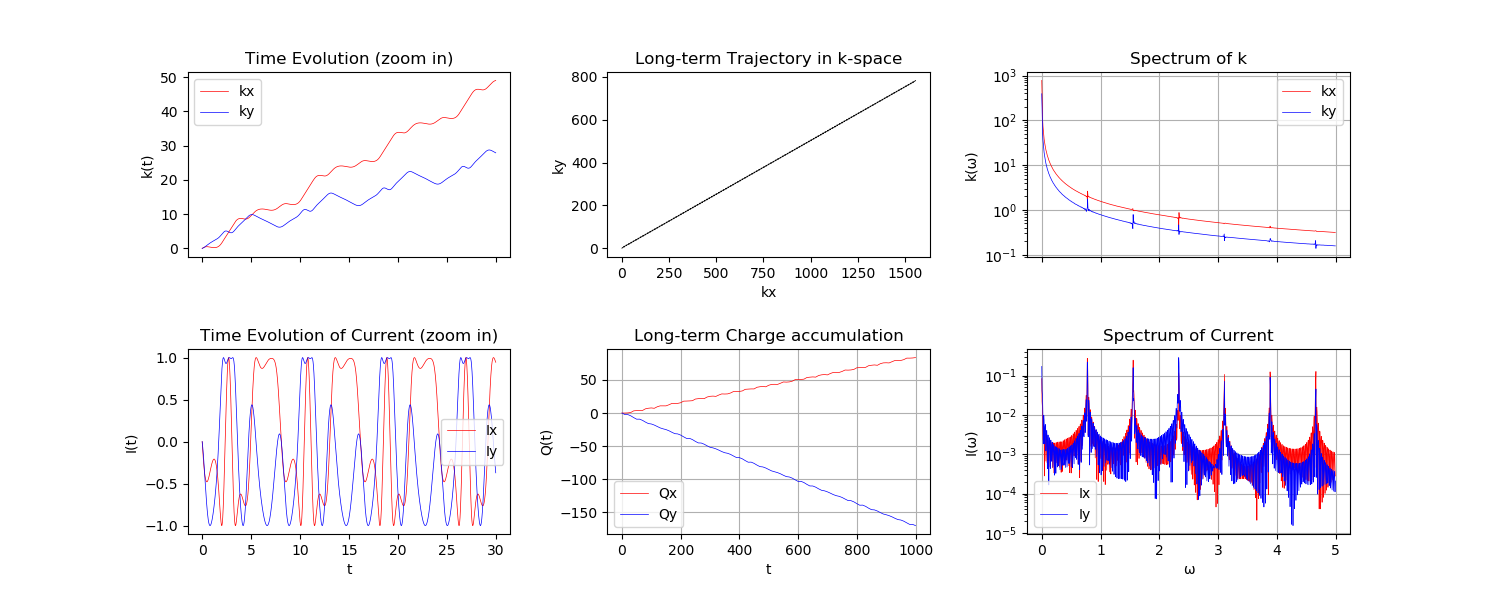 Time Evolution (zoom in)
50
40
30
20
10
0
k(t)
kx
ky
Long-term Trajectory in k-space
800
600
400
200
0
ky
0 250 500 750 1000 1250 1500
kx
Spectrum of k
10³
10²
10¹
10⁰
10⁻¹
k(ω)
kx
ky
Time Evolution of Current (zoom in)
1.0
0.5
0.0
−0.5
−1.0
I(t)
Ix
Iy
0 5 10 15 20 25 30
t
Long-term Charge accumulation
50
0
−50
−100
−150
Q(t)
Qx
Qy
0 200 400 600 800 1000
t
Spectrum of Current
10⁻¹
10⁻²
10⁻³
10⁻⁴
10⁻⁵
I(ω)
Ix
Iy
0 1 2 3 4 5
ω